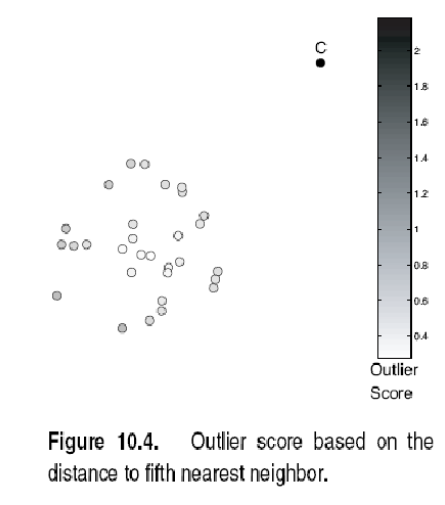 C
2
1.8
1.6
1.4
1.2
1
0.8
0.6
0.4
Outlier
Score
Figure 10.4. Outlier score based on the
distance to fifth nearest neighbor.